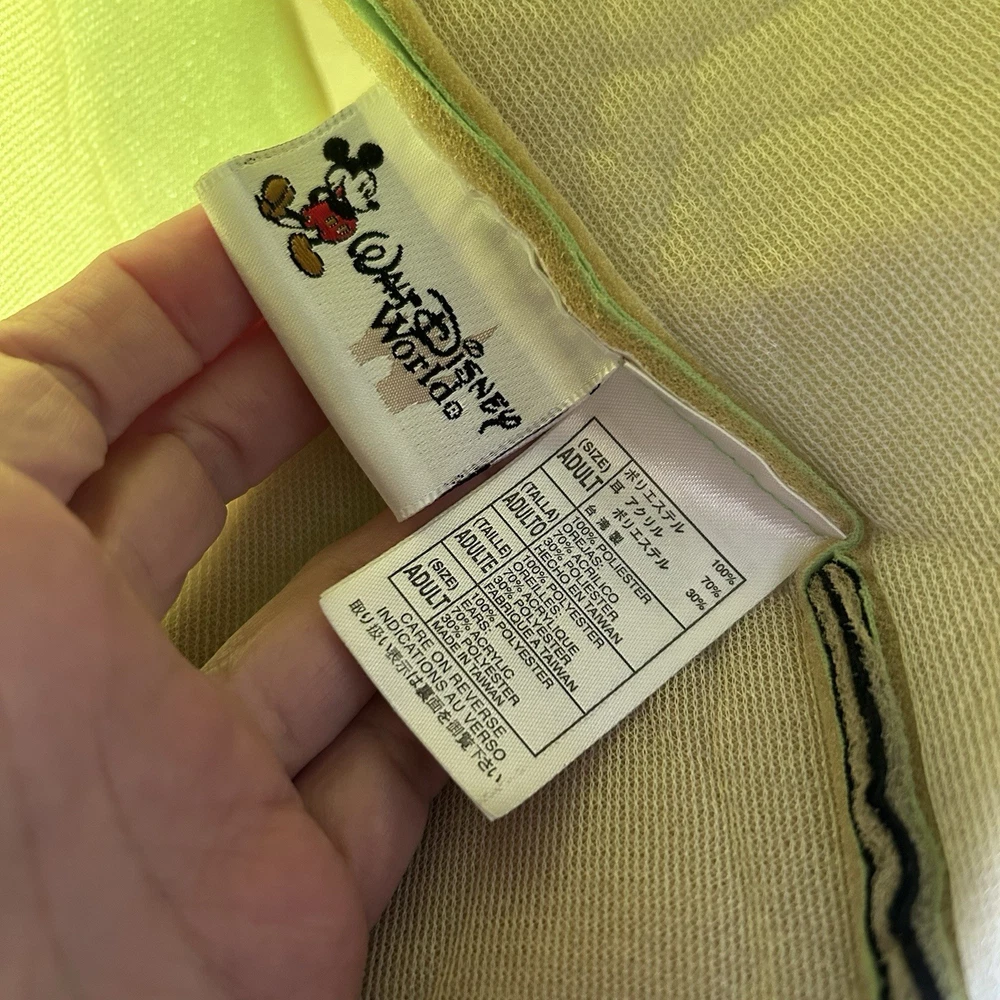 WALT DISNEY
World®
ポリエステル 100%
耳 アクリル 70%
ポリエステル 30%
台湾製
(SIZE)
ADULT
100% POLIESTER
OREJAS-
70% ACRILICO
30% POLIESTER
HECHO EN TAIWAN
(TALLA)
ADULTO
100% POLYESTER
OREILLES-
70% ACRYLIQUE
30% POLYESTER
FABRIQUE A TAIWAN
(TAILLE)
ADULTE
100% POLYESTER
EARS-
70% ACRYLIC
30% POLYESTER
MADE IN TAIWAN
(SIZE)
ADULT
CARE ON REVERSE
INDICATIONS AU VERSO
取り扱い表示は裏面を御覧下さい。